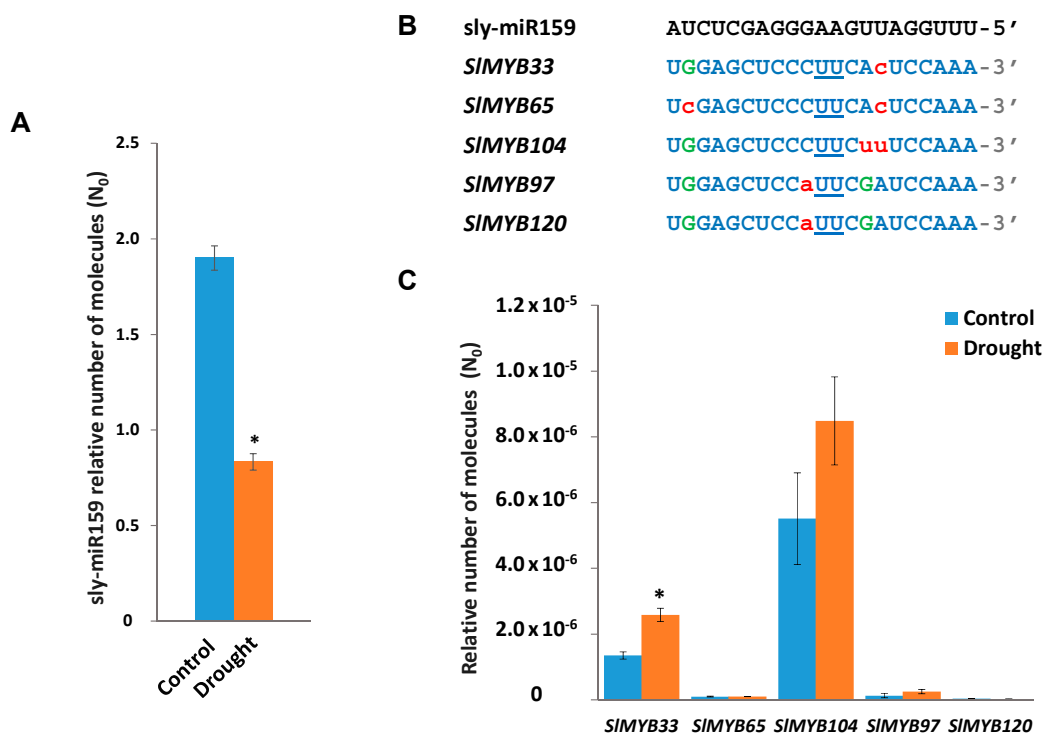 A
sly-miR159 relative number of molecules (N₀)
2.5
2.0
1.5
1.0
0.5
0
*
Control
Drought
B
sly-miR159 AUCUCGAGGGAAGUUAGGUUU-5′
SlMYB33 UGGAGCUCCCUUCAcUCCAAA-3′
SlMYB65 UcGAGCUCCCUUCAcUCCAAA-3′
SlMYB104 UGGAGCUCCCUUCuuUCCAAA-3′
SlMYB97 UGGAGCUCCaUUCGAUCCAAA-3′
SlMYB120 UGGAGCUCCaUUCGAUCCAAA-3′
C
Relative number of molecules (N₀)
1.2 x 10⁻⁵
1.0 x 10⁻⁵
8.0 x 10⁻⁶
6.0 x 10⁻⁶
4.0 x 10⁻⁶
2.0 x 10⁻⁶
0
Control
Drought
*
SlMYB33 SlMYB65 SlMYB104 SlMYB97 SlMYB120